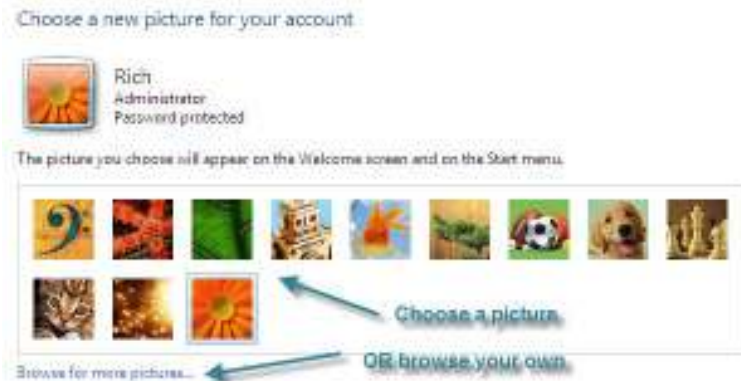 Choose a new picture for your account
Rich
Administrator
Password protected
The picture you choose will appear on the Welcome screen and on the Start menu.
Choose a picture.
OR browse your own.
Browse for more pictures...